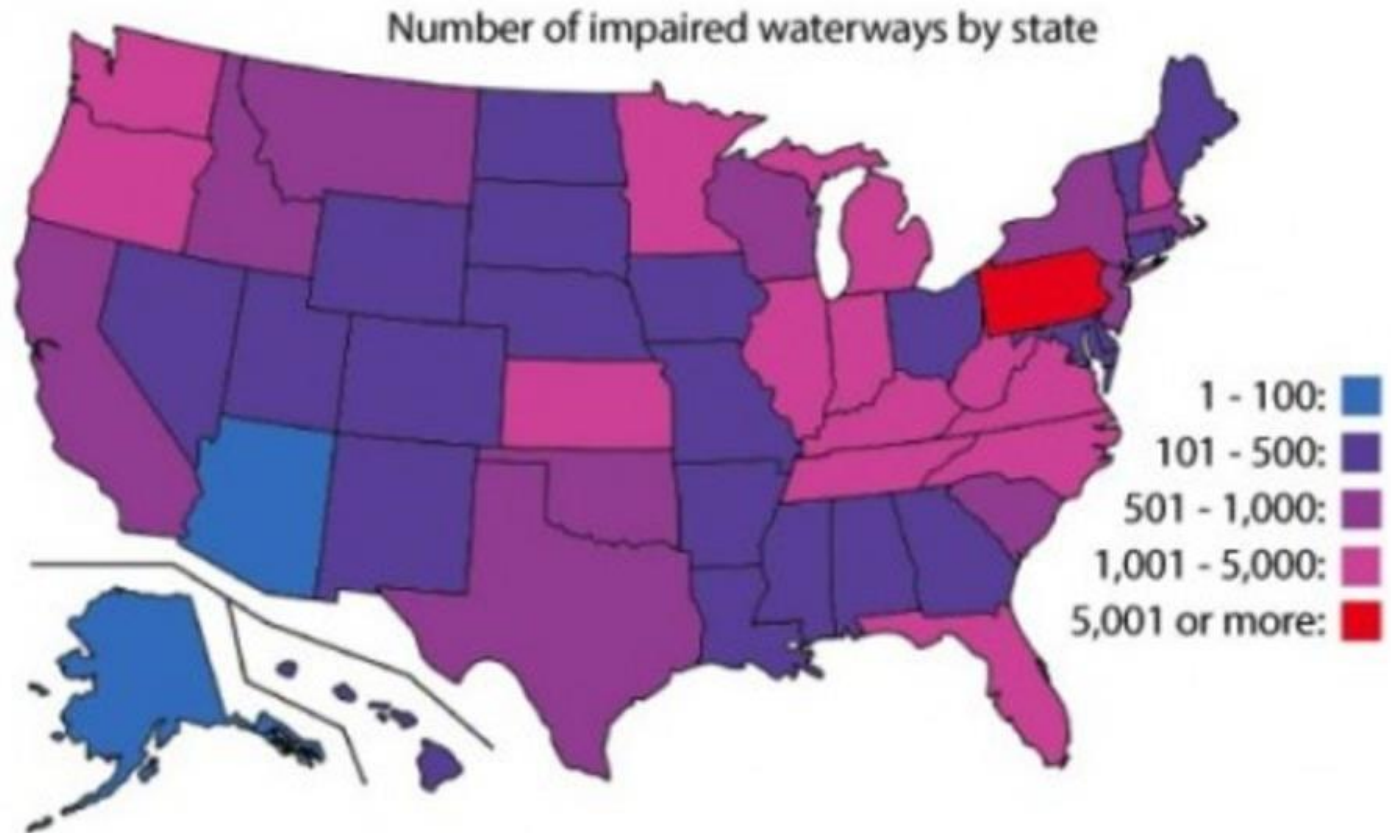 Number of impaired waterways by state
1 - 100:
101 - 500:
501 - 1,000:
1,001 - 5,000:
5,001 or more: